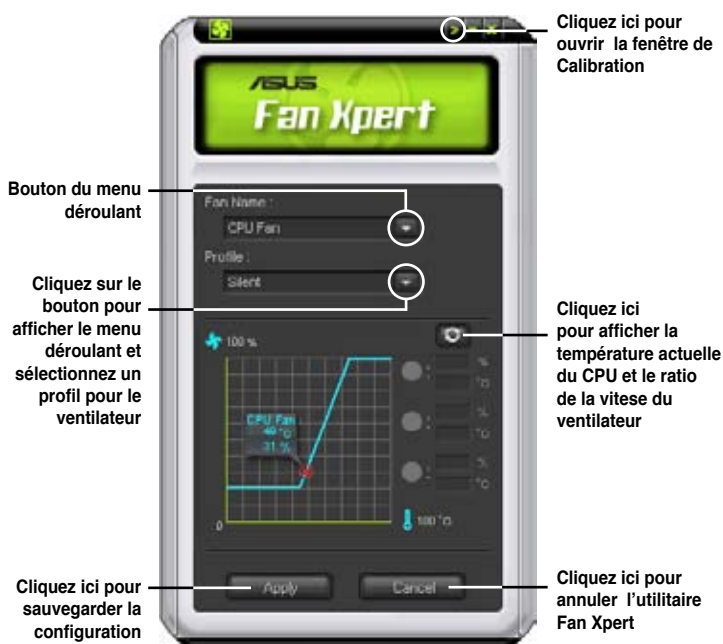 Cliquez ici pour
ouvrir la fenêtre de
Calibration
ASUS
Fan Xpert
Bouton du menu
déroulant
Fan Name :
CPU Fan
Profile :
Silent
Cliquez sur le
bouton pour
afficher le menu
déroulant et
sélectionnez un
profil pour le
ventilateur
Cliquez ici
pour afficher la
température actuelle
du CPU et le ratio
de la vitese du
ventilateur
100 %
%
°C
CPU Fan
°C
31 %
%
°C
%
°C
0
100 °C
Cliquez ici pour
sauvegarder la
configuration
Apply
Cancel
Cliquez ici pour
annuler l'utilitaire
Fan Xpert